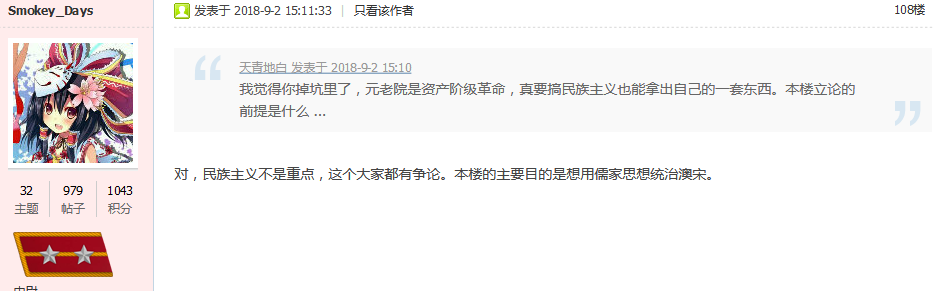 Smokey_Days
发表于 2018-9-2 15:11:33 | 只看该作者
108楼
天青地白 发表于 2018-9-2 15:10
我觉得你掉坑里了，元老院是资产阶级革命，真要搞民族主义也能拿出自己的一套东西。本楼立论的
前提是什么 ...
对，民族主义不是重点，这个大家都有争论。本楼的主要目的是想用儒家思想统治澳宋。
32 979 1043
主题 帖子 积分